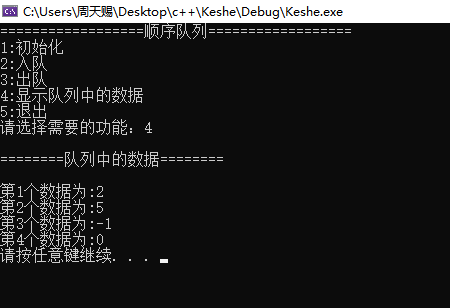 C:\Users\周天赐\Desktop\c++\Keshe\Debug\Keshe.exe
==================顺序队列==================
1:初始化
2:入队
3:出队
4:显示队列中的数据
5:退出
请选择需要的功能：4
========队列中的数据========
第1个数据为:2
第2个数据为:5
第3个数据为:-1
第4个数据为:0
请按任意键继续. . .